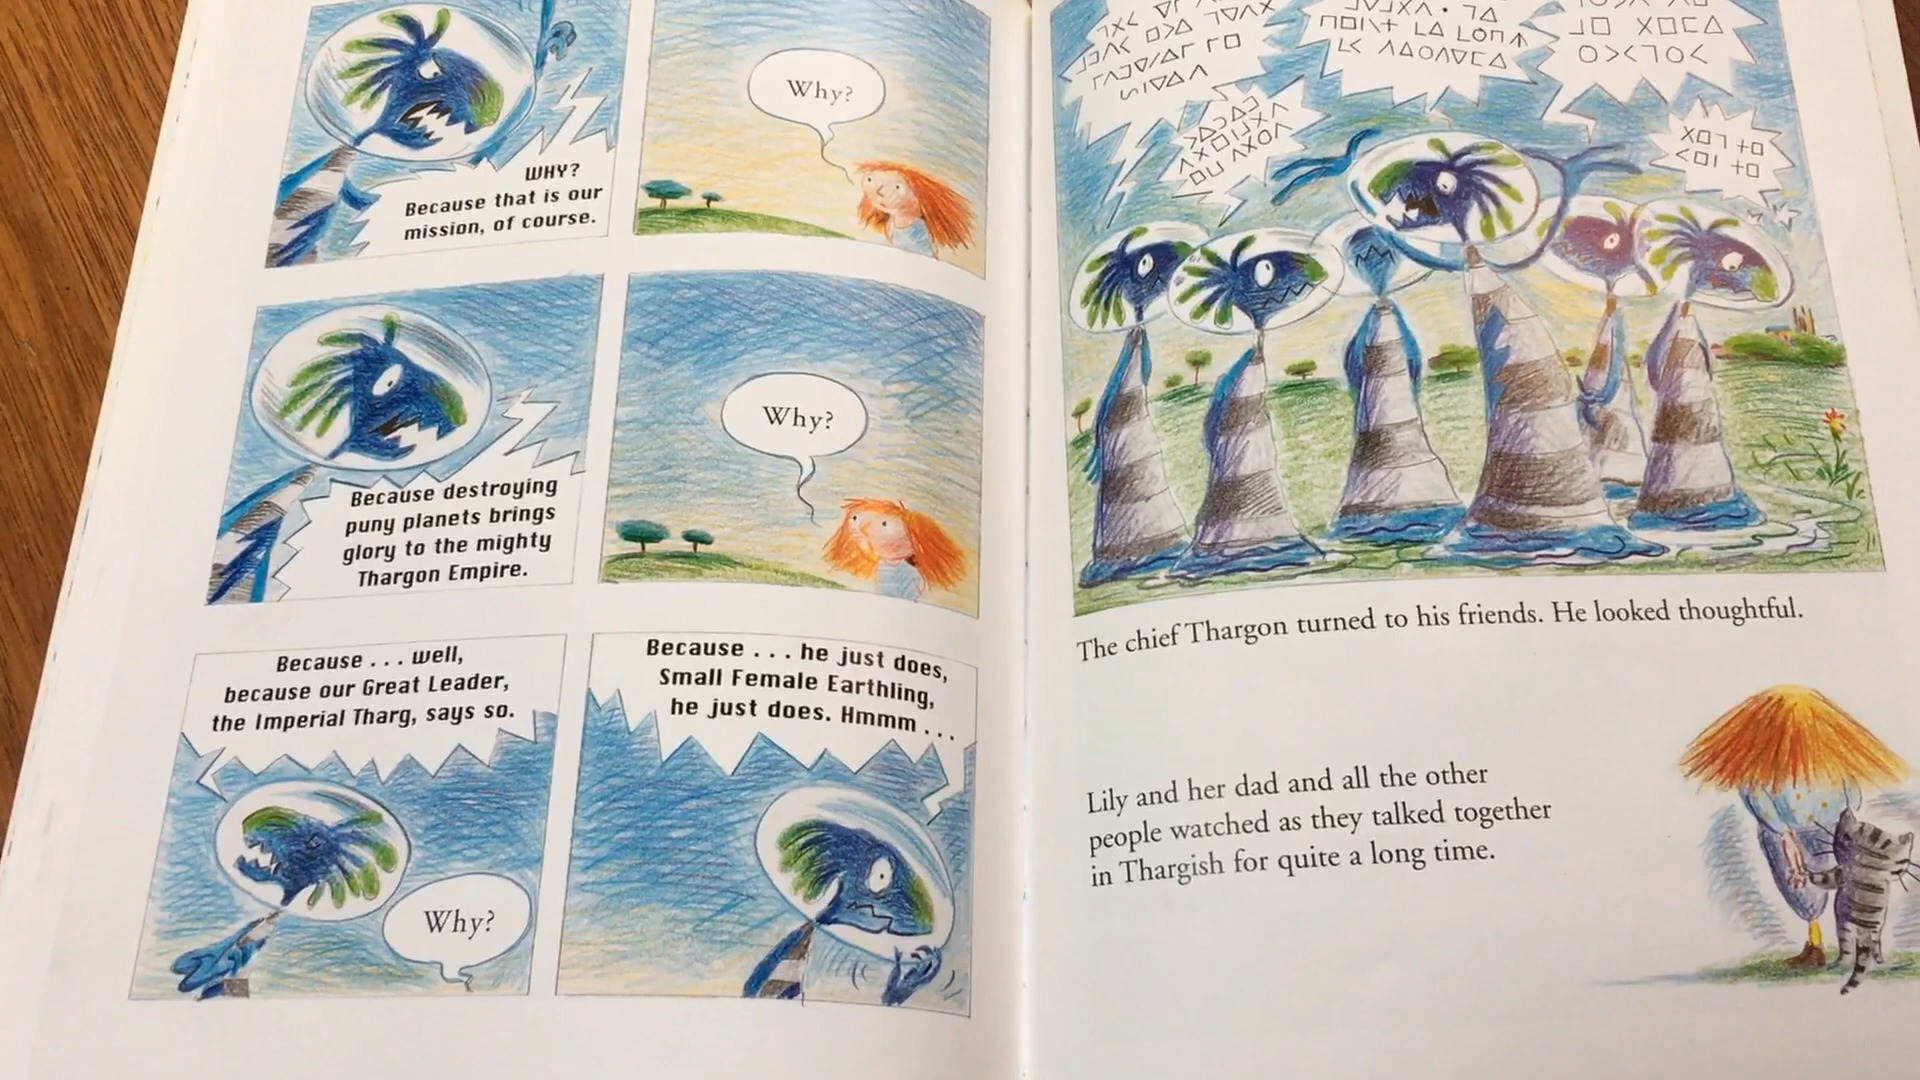 WHY?
Because that is our
mission, of course.
Why?
Because destroying
puny planets brings
glory to the mighty
Thargon Empire.
Why?
Because . . . well,
because our Great Leader,
the Imperial Tharg, says so.
Why?
Because . . . he just does,
Small Female Earthling,
he just does. Hmmm . . .
The chief Thargon turned to his friends. He looked thoughtful.
Lily and her dad and all the other
people watched as they talked together
in Thargish for quite a long time.